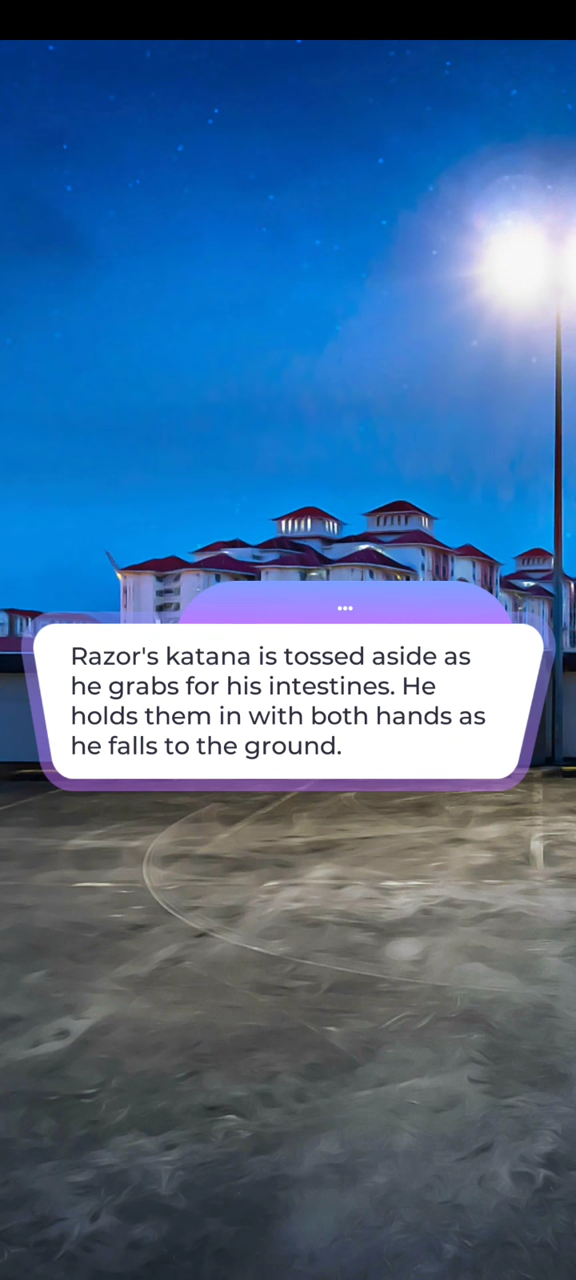 •••
Razor's katana is tossed aside as
he grabs for his intestines. He
holds them in with both hands as
he falls to the ground.